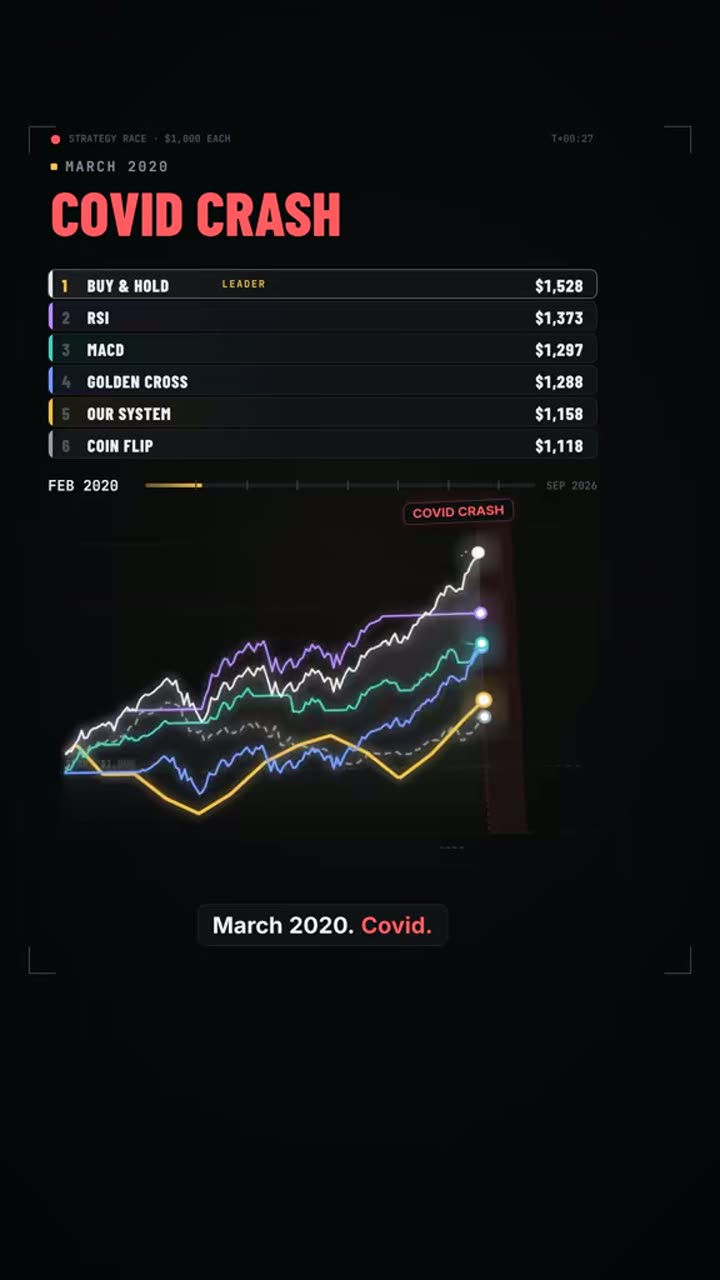 STRATEGY RACE · $1,000 EACH T+00:27
MARCH 2020
COVID CRASH
1 BUY & HOLD LEADER $1,528
2 RSI $1,373
3 MACD $1,297
4 GOLDEN CROSS $1,288
5 OUR SYSTEM $1,158
6 COIN FLIP $1,118
FEB 2020 SEP 2026
COVID CRASH
$1,000
March 2020. Covid.